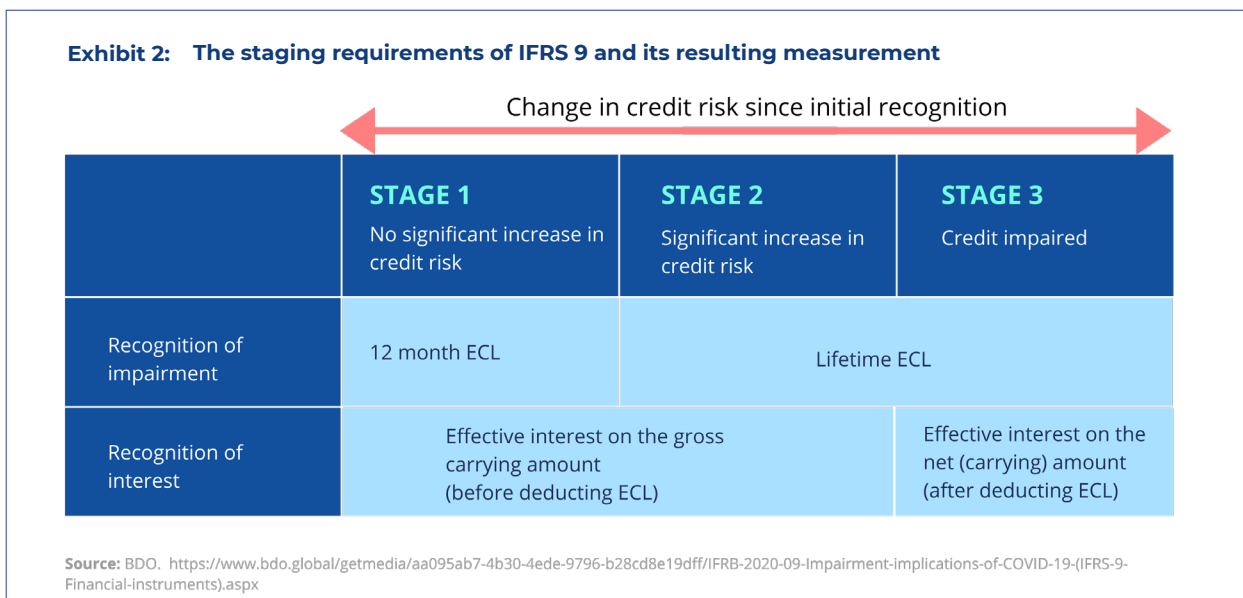 Exhibit 2: The staging requirements of IFRS 9 and its resulting measurement
Change in credit risk since initial recognition
STAGE 1
No significant increase in
credit risk
STAGE 2
Significant increase in
credit risk
STAGE 3
Credit impaired
Recognition of
impairment
12 month ECL
Lifetime ECL
Recognition of
interest
Effective interest on the gross
carrying amount
(before deducting ECL)
Effective interest on the
net (carrying) amount
(after deducting ECL)
Source: BDO. https://www.bdo.global/getmedia/aa095ab7-4b30-4ede-9796-b28cd8e19dff/IFRB-2020-09-Impairment-implications-of-COVID-19-(IFRS-9-
Financial-instruments).aspx